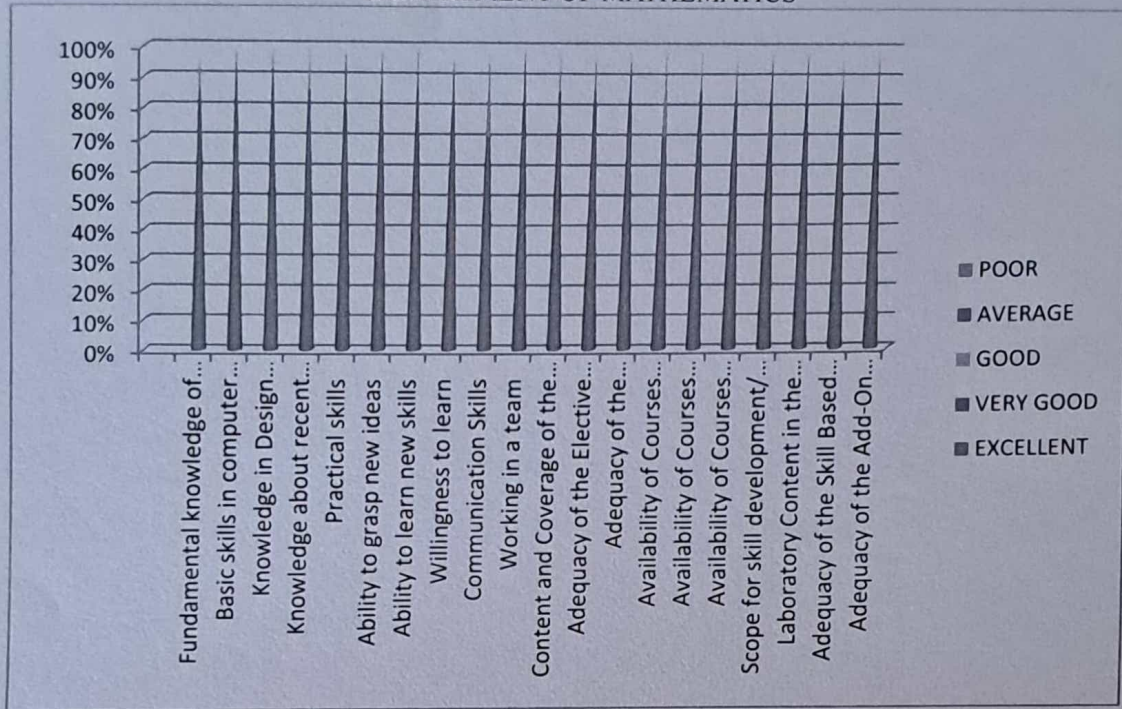 OF MATHEMATICS
100%
90%
80%
70%
60%
50%
40%
30%
20%
10%
0%
Fundamental knowledge of...
Basic skills in computer...
Knowledge in Design...
Knowledge about recent...
Practical skills
Ability to grasp new ideas
Ability to learn new skills
Willingness to learn
Communication Skills
Working in a team
Content and Coverage of the...
Adequacy of the Elective...
Adequacy of the...
Availability of Courses...
Availability of Courses...
Availability of Courses...
Scope for skill development/...
Laboratory Content in the...
Adequacy of the Skill Based...
Adequacy of the Add-On...
POOR
AVERAGE
GOOD
VERY GOOD
EXCELLENT